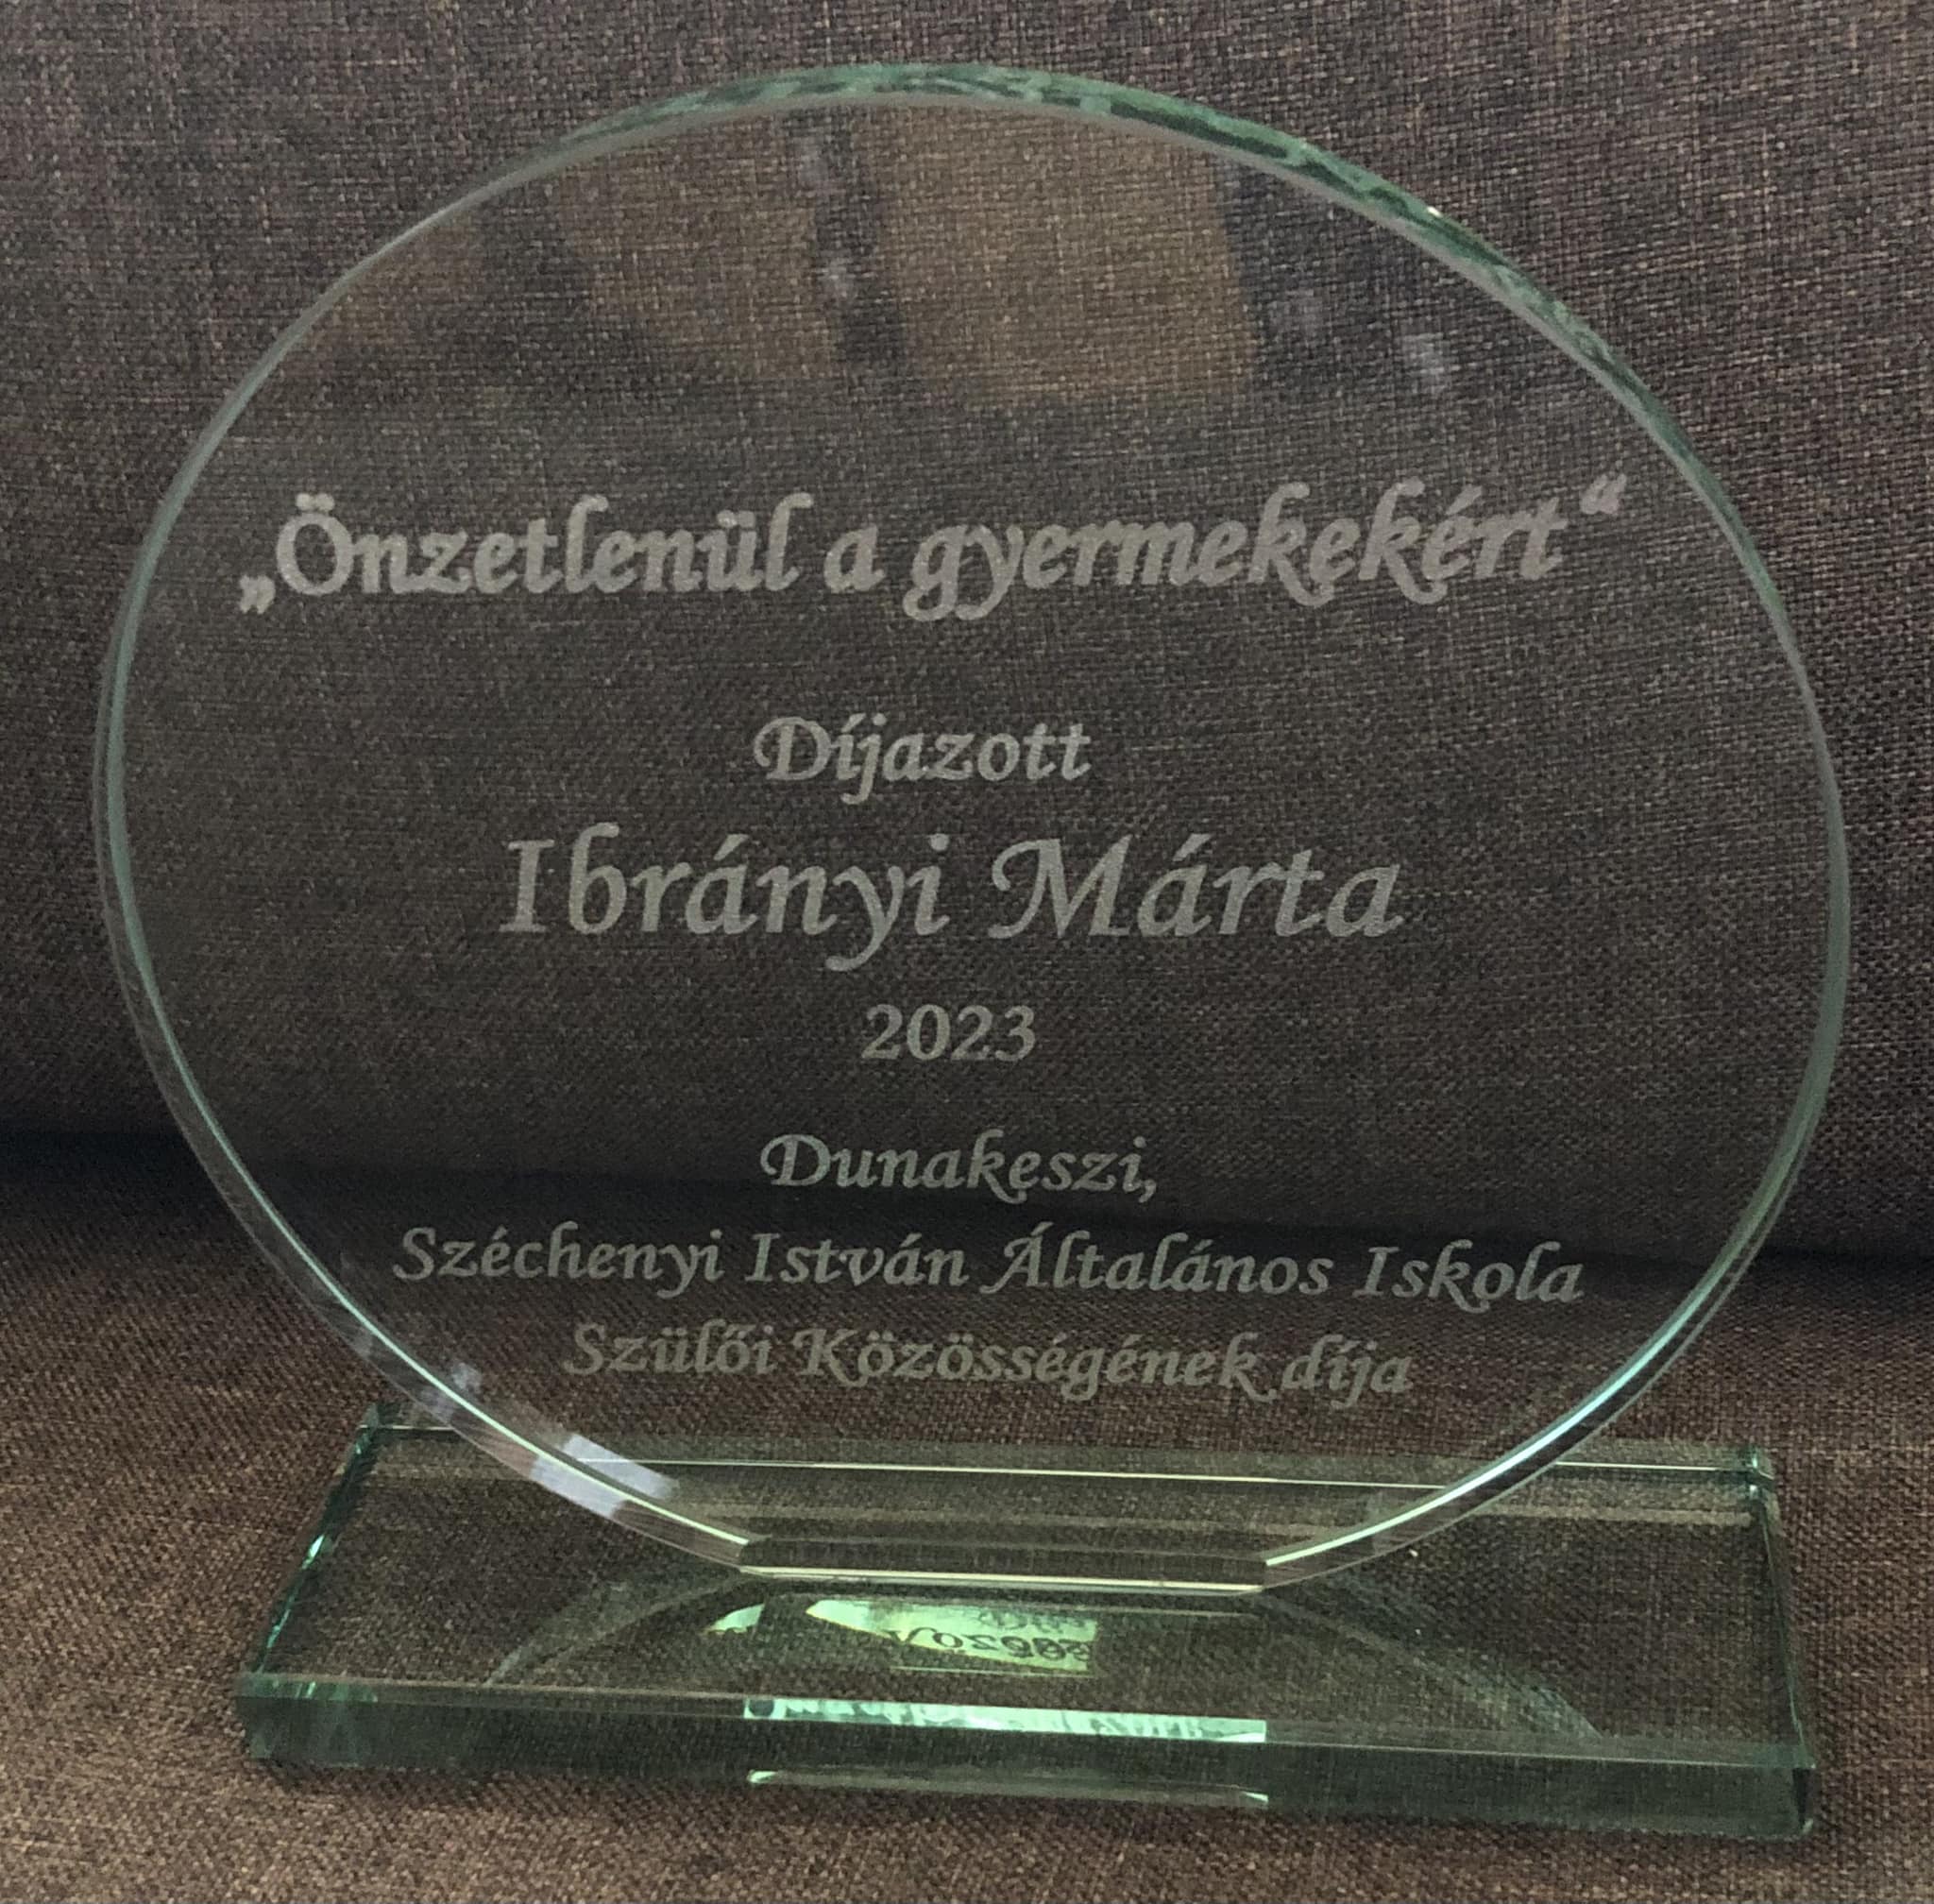 „Önzetlenül a gyermekekért“
Díjazott
Ibrányi Márta
2023
Dunakeszi,
Széchenyi István Általános Iskola
Szülői Közösségének díja